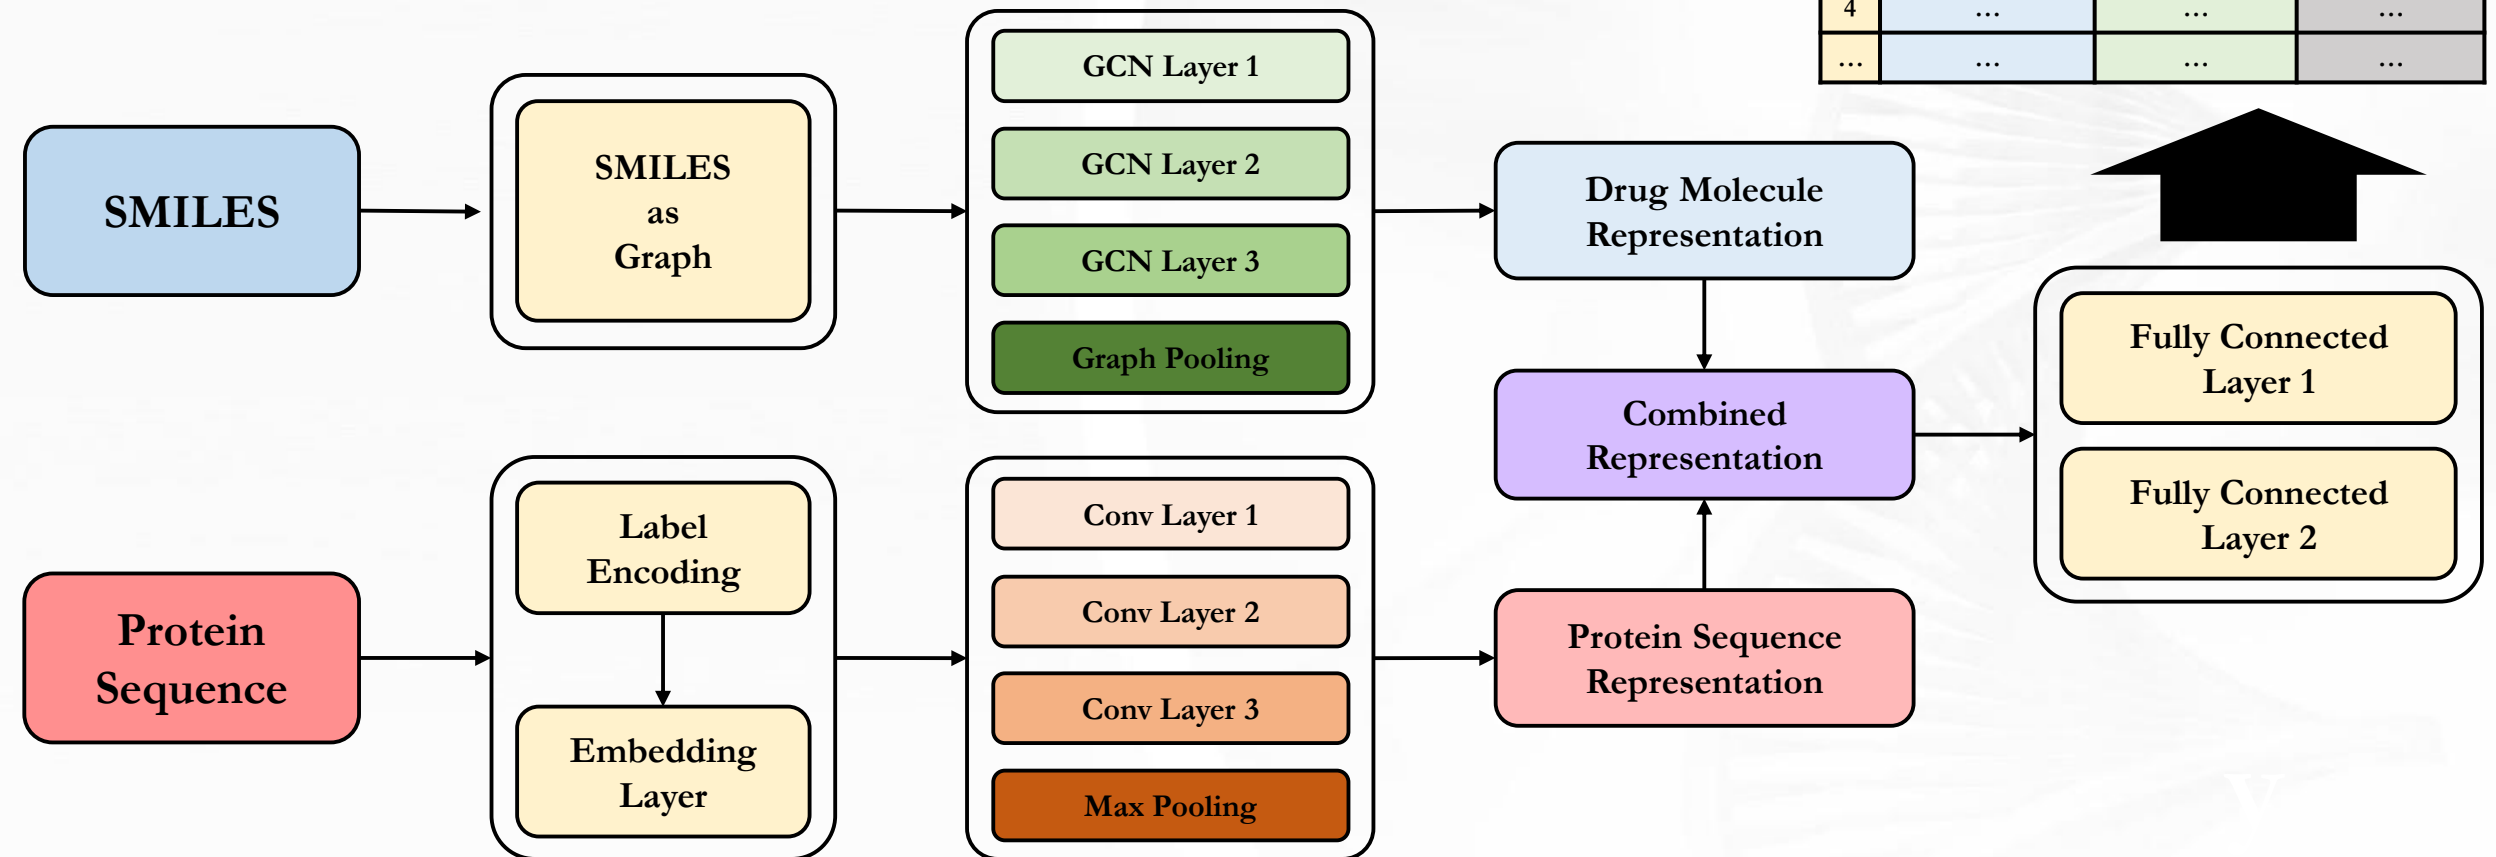 4 ... ... ...
... ... ... ...
SMILES
SMILES
as
Graph
GCN Layer 1
GCN Layer 2
GCN Layer 3
Graph Pooling
Drug Molecule
Representation
Combined
Representation
Fully Connected
Layer 1
Fully Connected
Layer 2
Protein
Sequence
Label
Encoding
Embedding
Layer
Conv Layer 1
Conv Layer 2
Conv Layer 3
Max Pooling
Protein Sequence
Representation
V